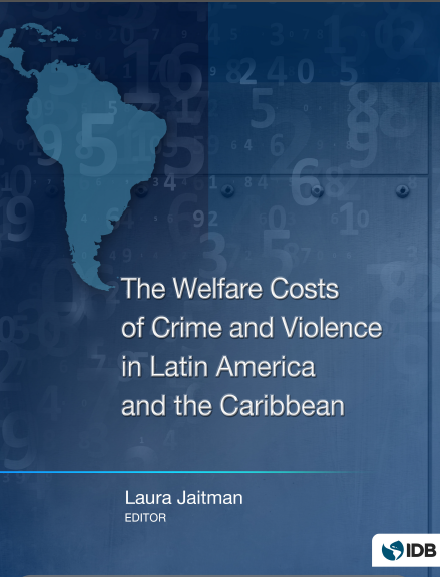 The Welfare Costs
of Crime and Violence
in Latin America
and the Caribbean
Laura Jaitman
EDITOR
IDB